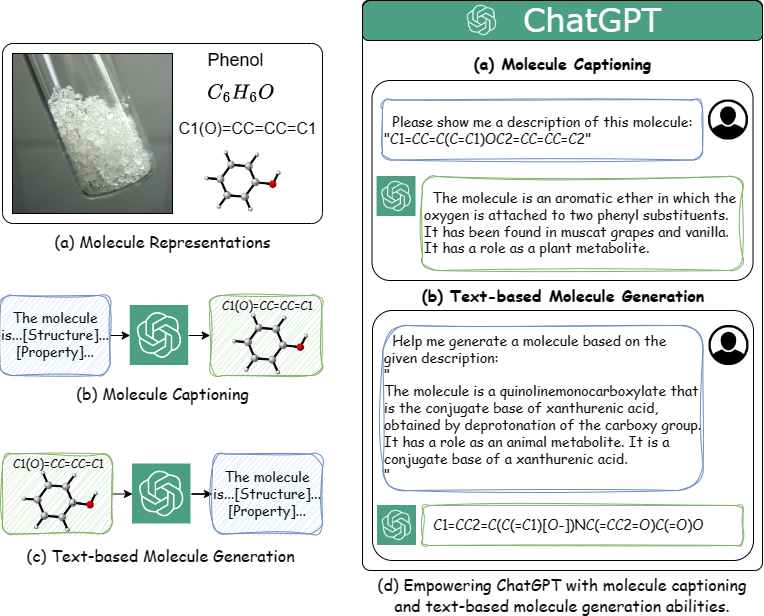 Phenol
C6H6O
C1(O)=CC=CC=C1
(a) Molecule Representations
The molecule
is...[Structure]...
[Property]...
C1(O)=CC=CC=C1
(b) Molecule Captioning
C1(O)=CC=CC=C1
The molecule
is...[Structure]...
[Property]...
(c) Text-based Molecule Generation
ChatGPT
(a) Molecule Captioning
Please show me a description of this molecule:
"C1=CC=C(C=C1)OC2=CC=CC=C2"
The molecule is an aromatic ether in which the
oxygen is attached to two phenyl substituents.
It has been found in muscat grapes and vanilla.
It has a role as a plant metabolite.
(b) Text-based Molecule Generation
Help me generate a molecule based on the
given description:
"
The molecule is a quinolinemonocarboxylate that
is the conjugate base of xanthurenic acid,
obtained by deprotonation of the carboxy group.
It has a role as an animal metabolite. It is a
conjugate base of a xanthurenic acid.
"
C1=CC2=C(C(=C1)[O-])NC(=CC2=O)C(=O)O
(d) Empowering ChatGPT with molecule captioning
and text-based molecule generation abilities.